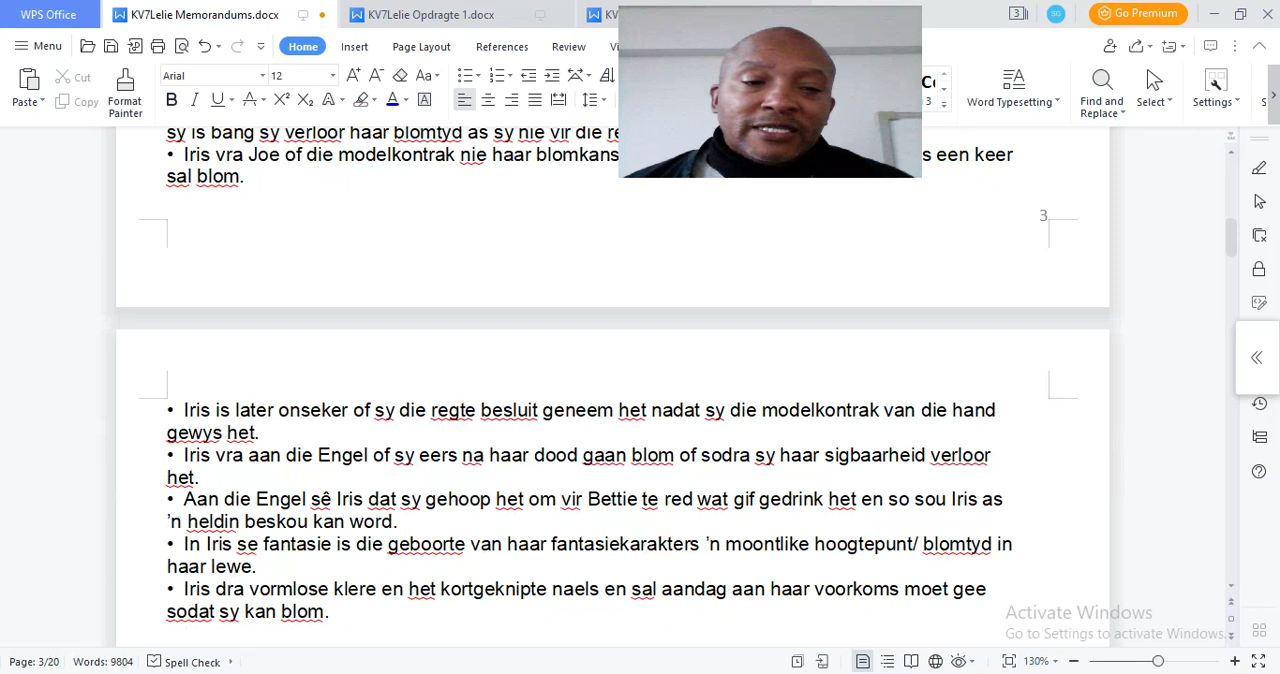 WPS Office KV7Lelie Memorandums.docx KV7Lelie Opdragte 1.docx KV 3 SG Go Premium
Menu Home Insert Page Layout References Review Vi
Paste Cut Copy Format Painter Arial 12 Word Typesetting Find and Replace Select Settings S
sy is bang sy verloor haar blomtyd as sy nie vir die re
• Iris vra Joe of die modelkontrak nie haar blomkans s een keer
sal blom.
3
• Iris is later onseker of sy die regte besluit geneem het nadat sy die modelkontrak van die hand
gewys het.
• Iris vra aan die Engel of sy eers na haar dood gaan blom of sodra sy haar sigbaarheid verloor
het.
• Aan die Engel sê Iris dat sy gehoop het om vir Bettie te red wat gif gedrink het en so sou Iris as
’n heldin beskou kan word.
• In Iris se fantasie is die geboorte van haar fantasiekarakters ’n moontlike hoogtepunt/ blomtyd in
haar lewe.
• Iris dra vormlose klere en het kortgeknipte naels en sal aandag aan haar voorkoms moet gee
sodat sy kan blom.
Activate Windows
Go to Settings to activate Windows.
Page: 3/20 Words: 9804 Spell Check 130%